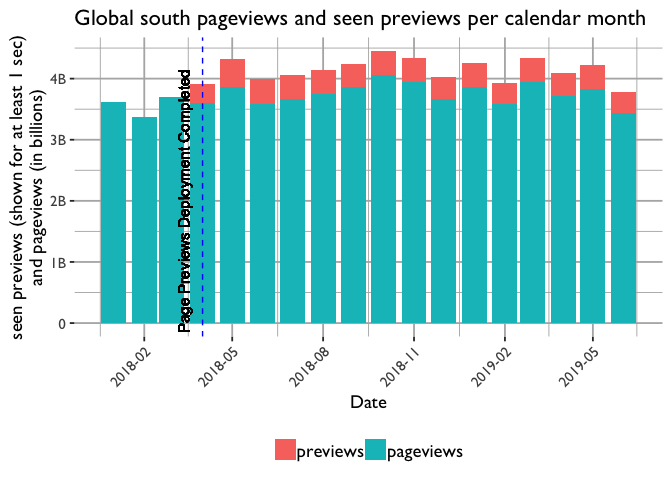 Global south pageviews and seen previews per calendar month
seen previews (shown for at least 1 sec)
and pageviews (in billions)
4B
3B
2B
1B
0
Page Previews Deployment Completed
2018-02
2018-05
2018-08
2018-11
2019-02
2019-05
Date
previews
pageviews